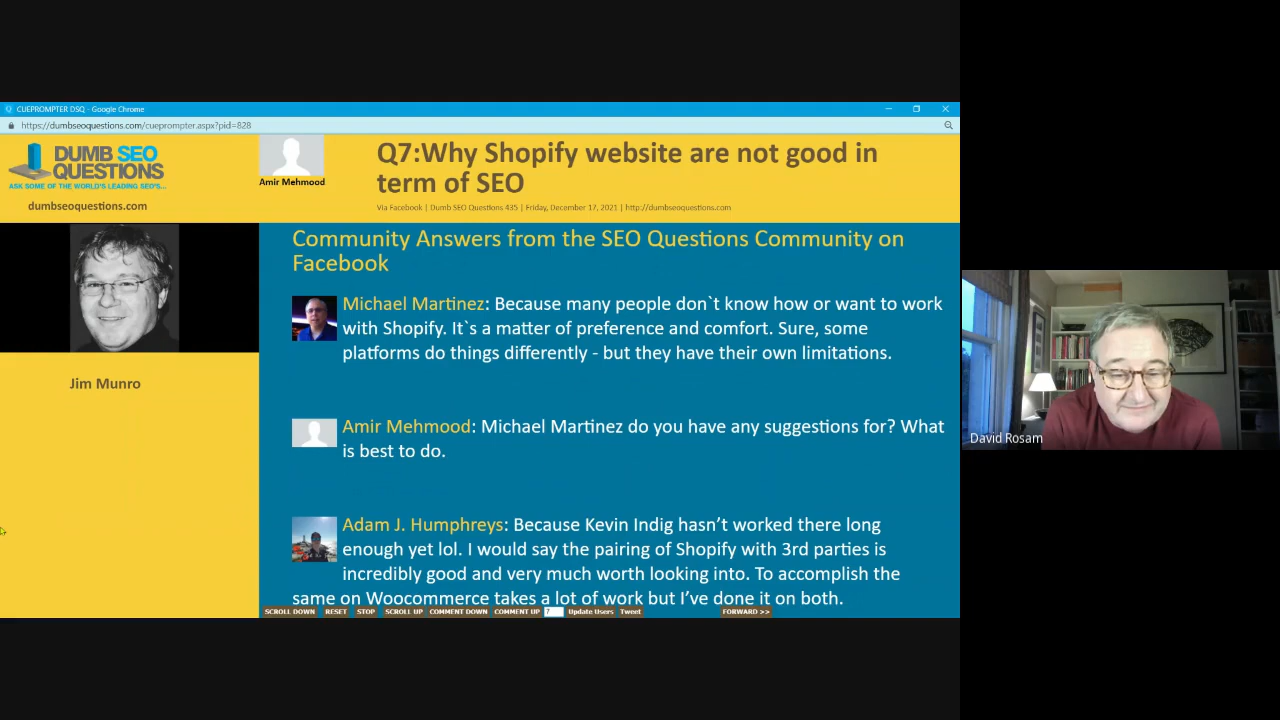 CUEPROMPTER DSQ - Google Chrome
https://dumbseoquestions.com/cueprompter.aspx?pid=828
DUMB SEO
QUESTIONS
ASK SOME OF THE WORLD'S LEADING SEO'S...
dumbseoquestions.com
Amir Mehmood
Q7:Why Shopify website are not good in
term of SEO
Via Facebook | Dumb SEO Questions 435 | Friday, December 17, 2021 | http://dumbseoquestions.com
Jim Munro
Community Answers from the SEO Questions Community on
Facebook
Michael Martinez: Because many people don`t know how or want to work
with Shopify. It`s a matter of preference and comfort. Sure, some
platforms do things differently - but they have their own limitations.
Amir Mehmood: Michael Martinez do you have any suggestions for? What
is best to do.
Adam J. Humphreys: Because Kevin Indig hasn’t worked there long
enough yet lol. I would say the pairing of Shopify with 3rd parties is
incredibly good and very much worth looking into. To accomplish the
same on Woocommerce takes a lot of work but I’ve done it on both.
SCROLL DOWN RESET STOP SCROLL UP COMMENT DOWN COMMENT UP 7 Update Users Tweet FORWARD >>
David Rosam